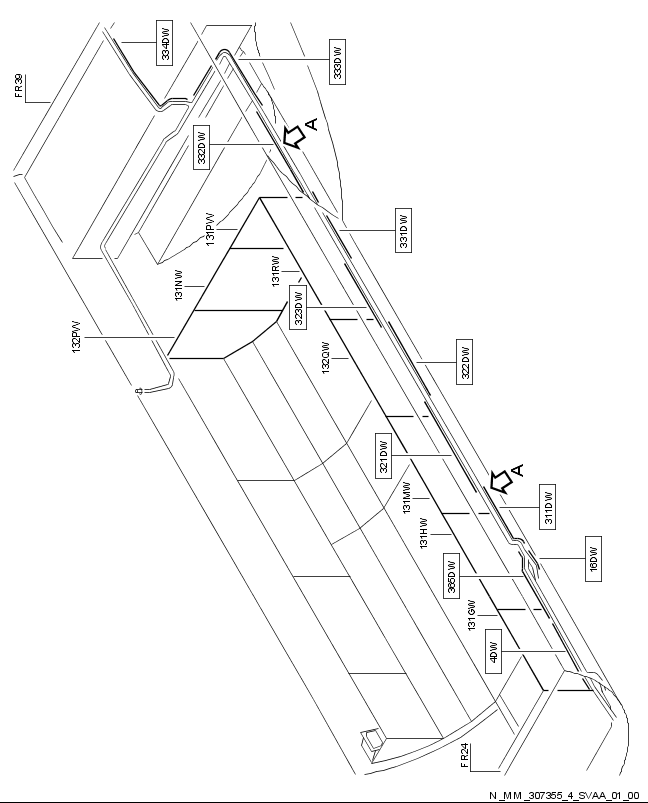 334DW
FR39
333DW
A
332DW
131PW
331DW
131RW
131NW
323DW
132PW
132QW
322DW
321DW
A
131MW
311DW
131HW
16DW
365DW
131GW
4DW
FR24
N_MM_307355_4_SVAA_01_00